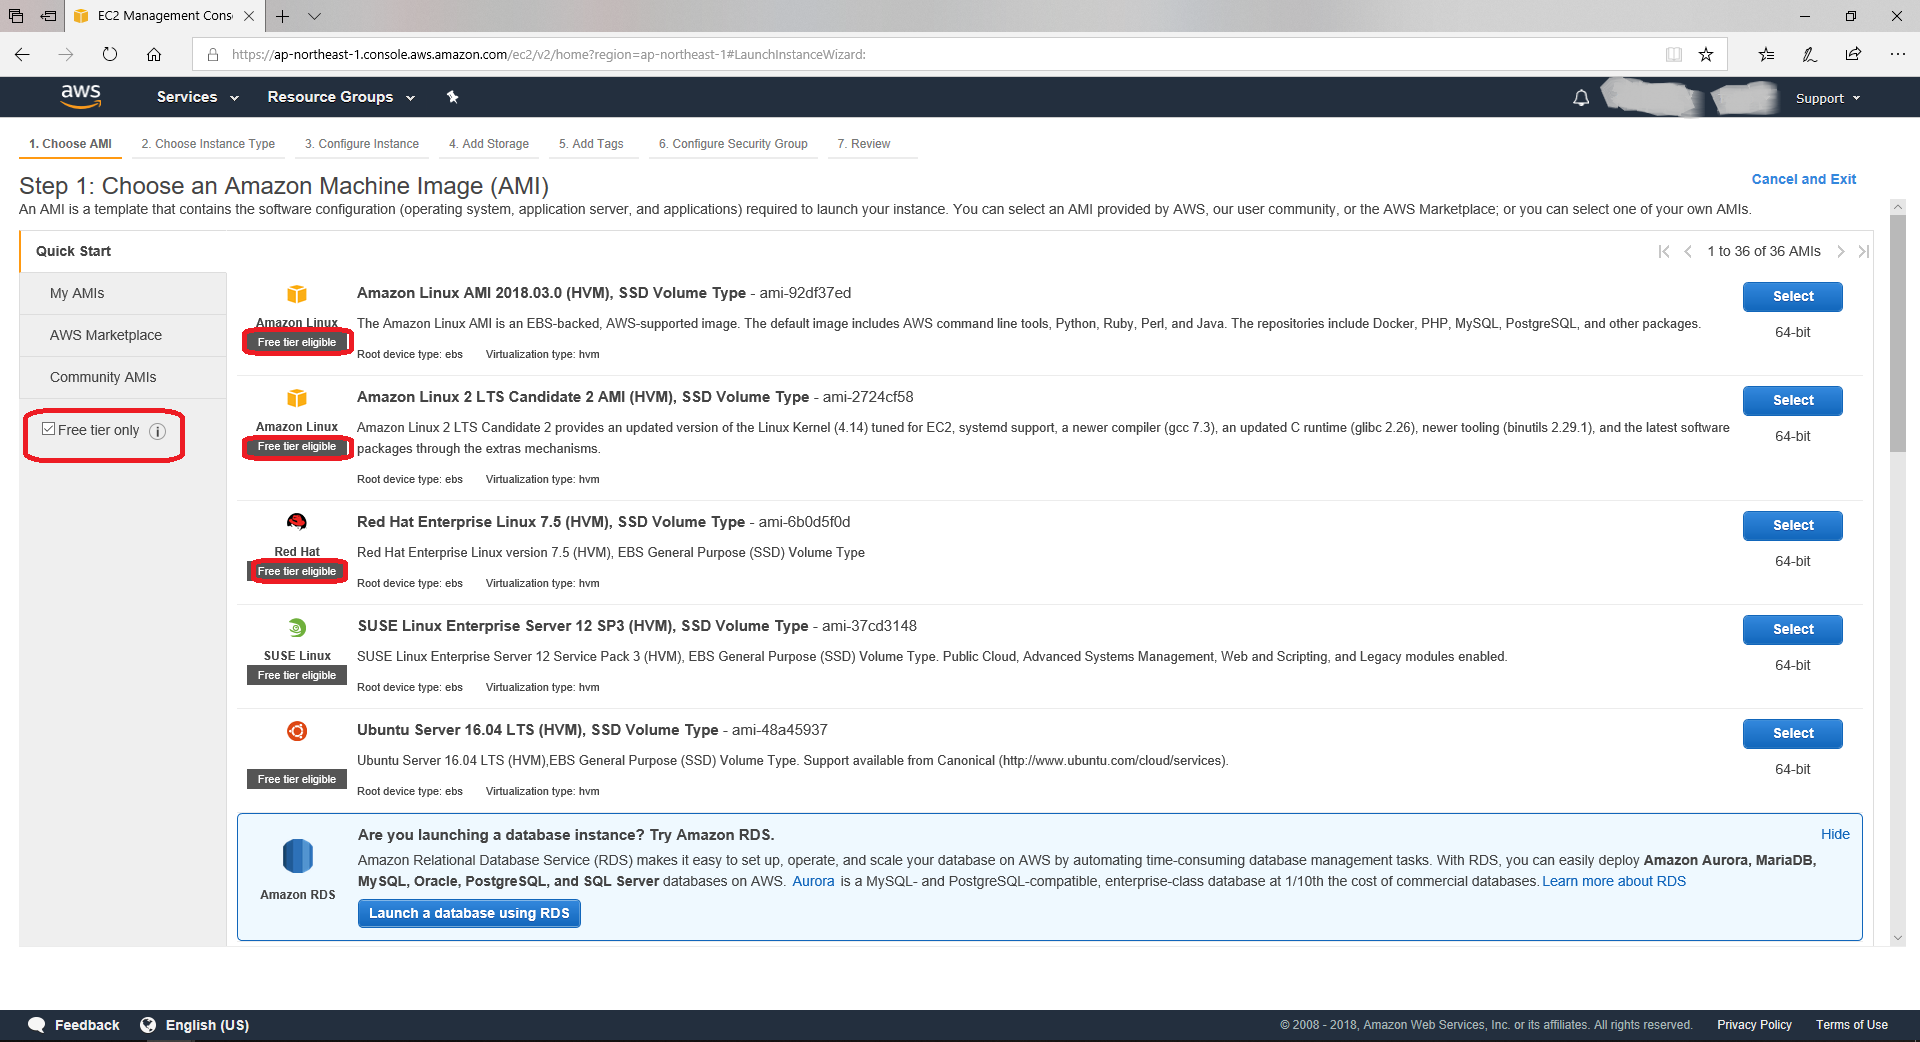 EC2 Management Cons
https://ap-northeast-1.console.aws.amazon.com/ec2/v2/home?region=ap-northeast-1#LaunchInstanceWizard:
aws Services Resource Groups Support
1. Choose AMI 2. Choose Instance Type 3. Configure Instance 4. Add Storage 5. Add Tags 6. Configure Security Group 7. Review
Step 1: Choose an Amazon Machine Image (AMI)
Cancel and Exit
An AMI is a template that contains the software configuration (operating system, application server, and applications) required to launch your instance. You can select an AMI provided by AWS, our user community, or the AWS Marketplace; or you can select one of your own AMIs.
Quick Start
My AMIs
AWS Marketplace
Community AMIs
Free tier only
1 to 36 of 36 AMIs
Amazon Linux
Free tier eligible
Amazon Linux AMI 2018.03.0 (HVM), SSD Volume Type - ami-92df37ed
The Amazon Linux AMI is an EBS-backed, AWS-supported image. The default image includes AWS command line tools, Python, Ruby, Perl, and Java. The repositories include Docker, PHP, MySQL, PostgreSQL, and other packages.
Root device type: ebs Virtualization type: hvm
Select
64-bit
Amazon Linux
Free tier eligible
Amazon Linux 2 LTS Candidate 2 AMI (HVM), SSD Volume Type - ami-2724cf58
Amazon Linux 2 LTS Candidate 2 provides an updated version of the Linux Kernel (4.14) tuned for EC2, systemd support, a newer compiler (gcc 7.3), an updated C runtime (glibc 2.26), newer tooling (binutils 2.29.1), and the latest software
packages through the extras mechanisms.
Root device type: ebs Virtualization type: hvm
Select
64-bit
Red Hat
Free tier eligible
Red Hat Enterprise Linux 7.5 (HVM), SSD Volume Type - ami-6b0d5f0d
Red Hat Enterprise Linux version 7.5 (HVM), EBS General Purpose (SSD) Volume Type
Root device type: ebs Virtualization type: hvm
Select
64-bit
SUSE Linux
Free tier eligible
SUSE Linux Enterprise Server 12 SP3 (HVM), SSD Volume Type - ami-37cd3148
SUSE Linux Enterprise Server 12 Service Pack 3 (HVM), EBS General Purpose (SSD) Volume Type. Public Cloud, Advanced Systems Management, Web and Scripting, and Legacy modules enabled.
Root device type: ebs Virtualization type: hvm
Select
64-bit
Free tier eligible
Ubuntu Server 16.04 LTS (HVM), SSD Volume Type - ami-48a45937
Ubuntu Server 16.04 LTS (HVM),EBS General Purpose (SSD) Volume Type. Support available from Canonical (http://www.ubuntu.com/cloud/services).
Root device type: ebs Virtualization type: hvm
Select
64-bit
Amazon RDS
Are you launching a database instance? Try Amazon RDS.
Hide
Amazon Relational Database Service (RDS) makes it easy to set up, operate, and scale your database on AWS by automating time-consuming database management tasks. With RDS, you can easily deploy Amazon Aurora, MariaDB,
MySQL, Oracle, PostgreSQL, and SQL Server databases on AWS. Aurora is a MySQL- and PostgreSQL-compatible, enterprise-class database at 1/10th the cost of commercial databases. Learn more about RDS
Launch a database using RDS
Feedback English (US)
© 2008 - 2018, Amazon Web Services, Inc. or its affiliates. All rights reserved. Privacy Policy Terms of Use